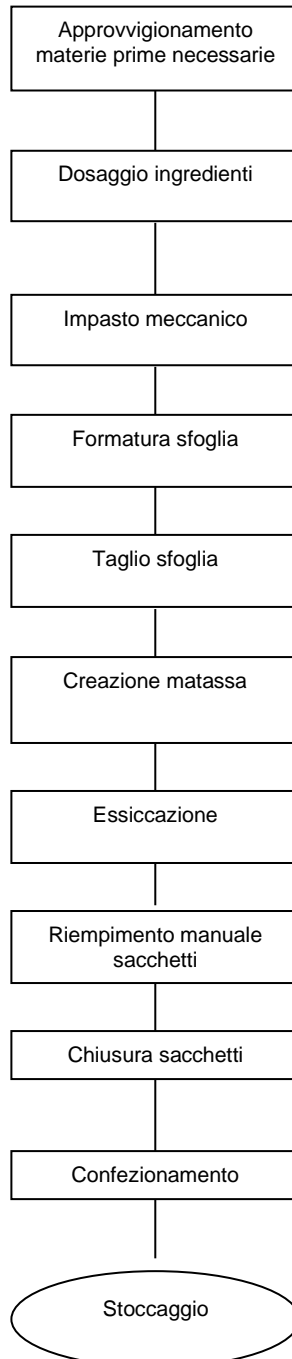 Approvvigionamento
materie prime necessarie
Dosaggio ingredienti
Impasto meccanico
Formatura sfoglia
Taglio sfoglia
Creazione matassa
Essiccazione
Riempimento manuale
sacchetti
Chiusura sacchetti
Confezionamento
Stoccaggio